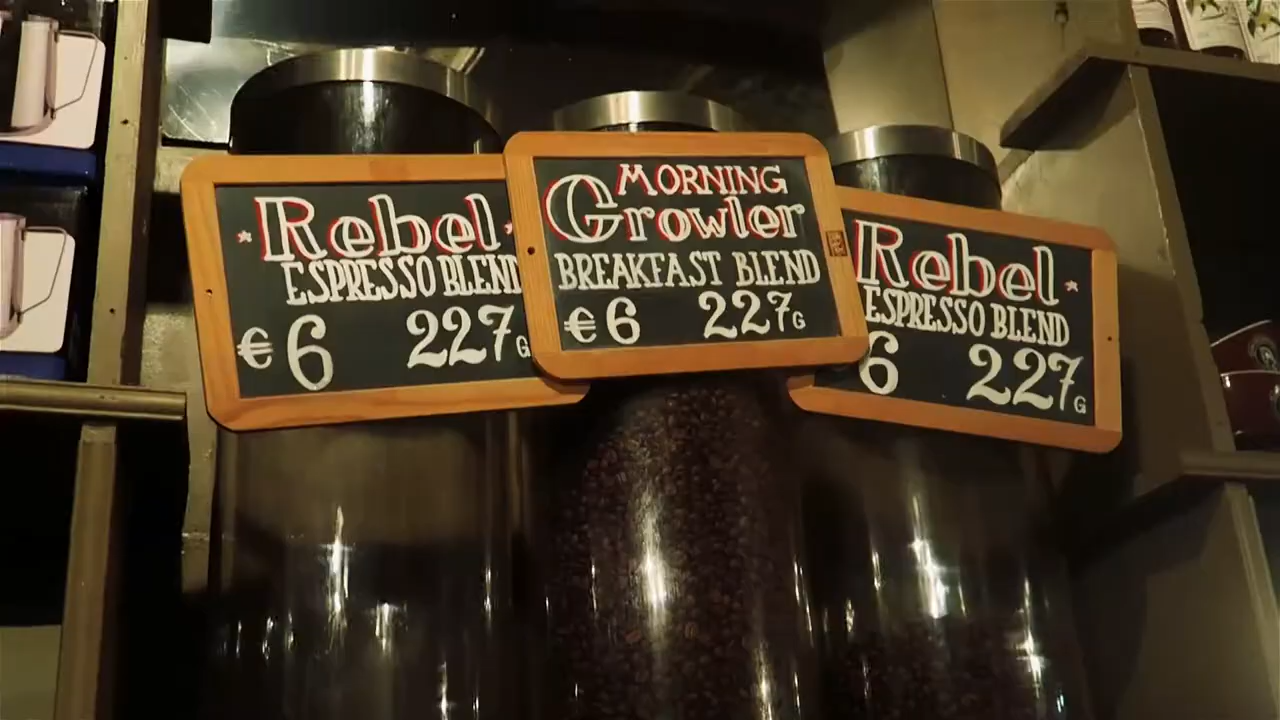 Rebel
ESPRESSO BLEND
€6 227G
MORNING
Growler
BREAKFAST BLEND
€6 227G
Rebel
ESPRESSO BLEND
6 227G